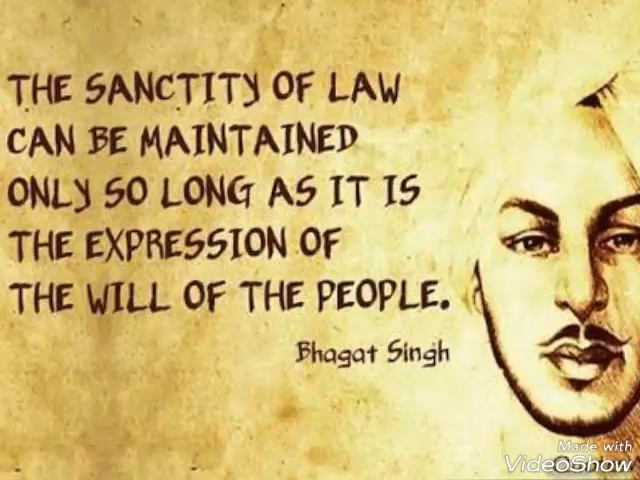 THE SANCTITY OF LAW
CAN BE MAINTAINED
ONLY SO LONG AS IT IS
THE EXPRESSION OF
THE WILL OF THE PEOPLE.
Bhagat Singh
Made with
VideoShow